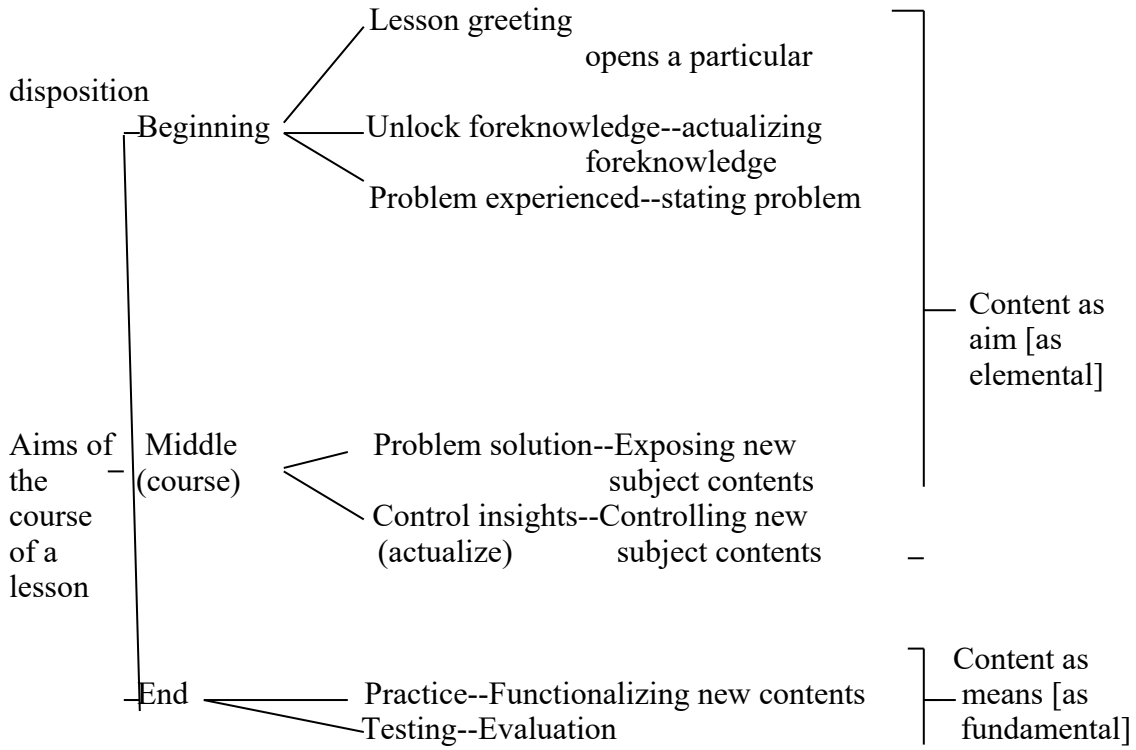 Lesson greeting
opens a particular
disposition
Beginning
Unlock foreknowledge--actualizing
foreknowledge
Problem experienced--stating problem
Content as
aim [as
elemental]
Aims of
the
course
of a
lesson
Middle
(course)
Problem solution--Exposing new
subject contents
Control insights--Controlling new
(actualize) subject contents
End
Practice--Functionalizing new contents
Testing--Evaluation
Content as
means [as
fundamental]